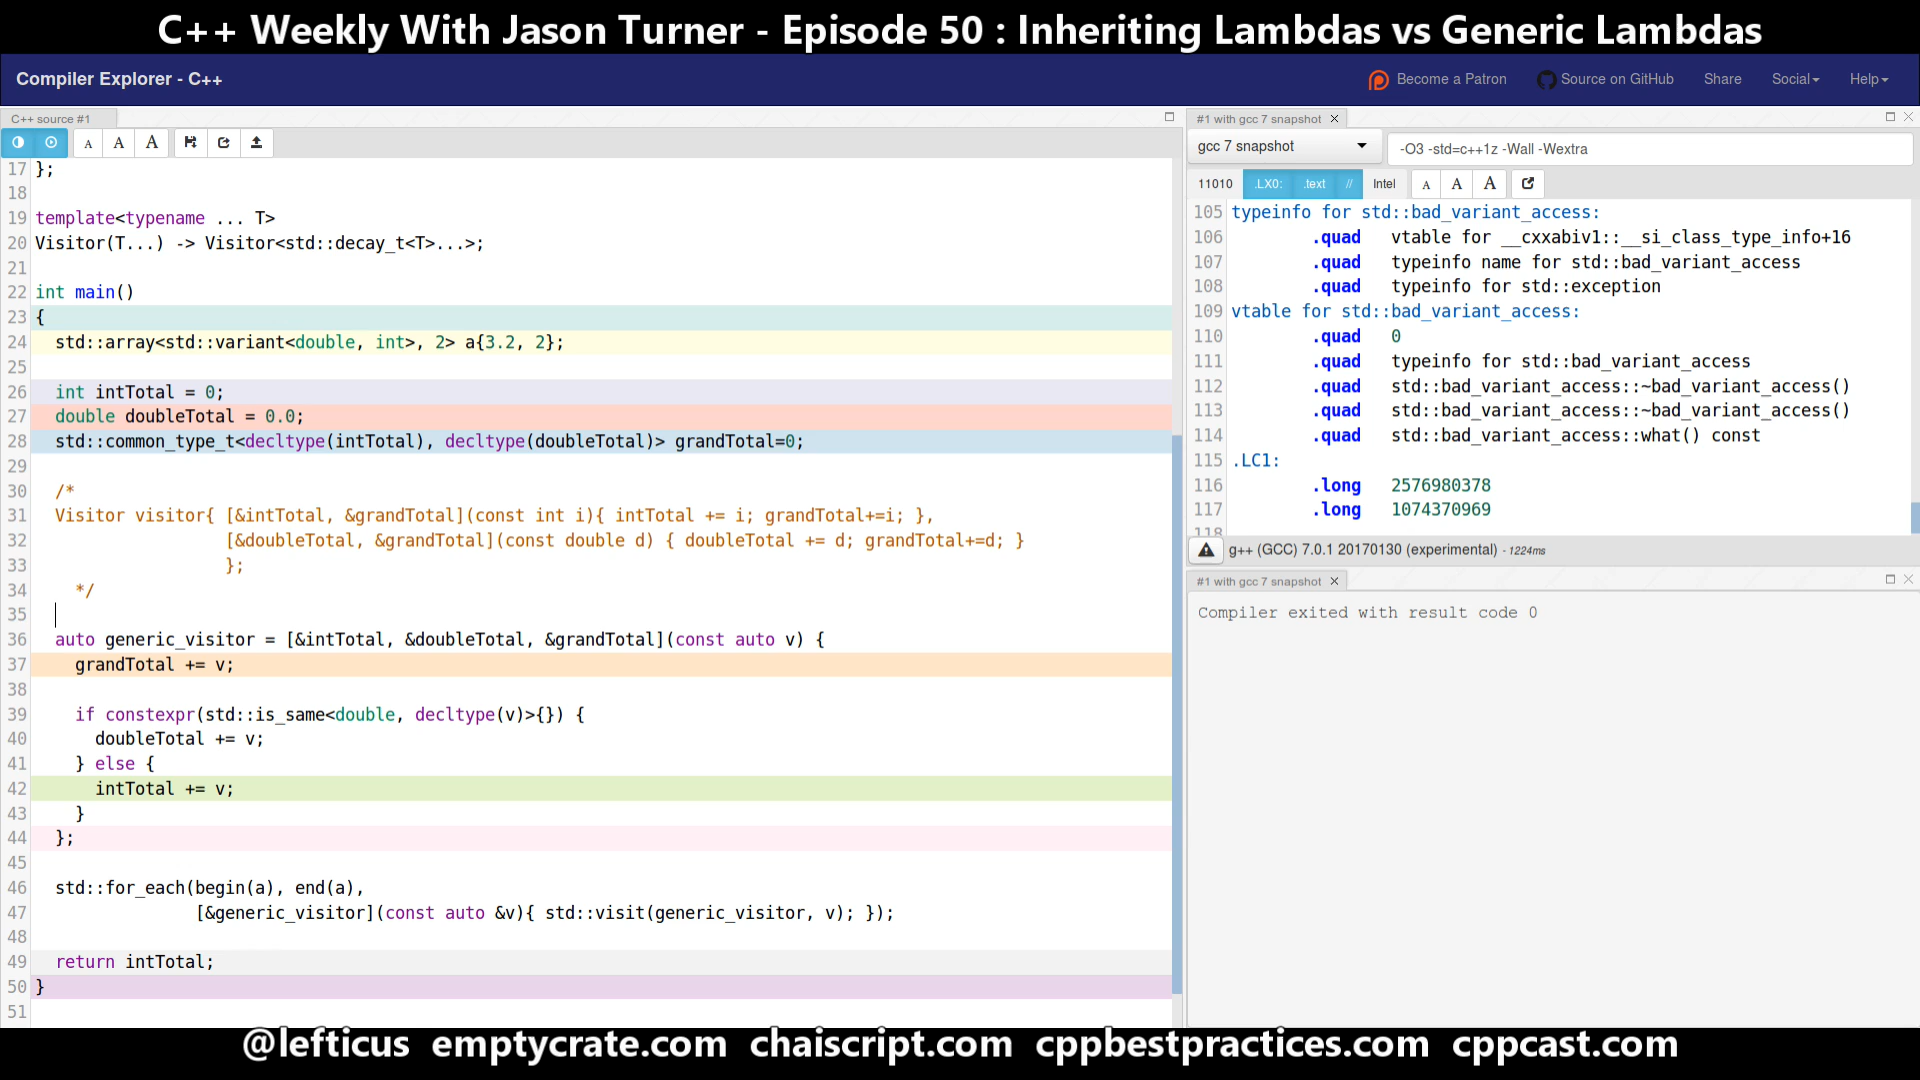 C++ Weekly With Jason Turner - Episode 50 : Inheriting Lambdas vs Generic Lambdas
Compiler Explorer - C++
Become a Patron Source on GitHub Share Social Help
C++ source #1
A A A
17 };
18
19 template<typename ... T>
20 Visitor(T...) -> Visitor<std::decay_t<T>...>;
21
22 int main()
23 {
24   std::array<std::variant<double, int>, 2> a{3.2, 2};
25
26   int intTotal = 0;
27   double doubleTotal = 0.0;
28   std::common_type_t<decltype(intTotal), decltype(doubleTotal)> grandTotal=0;
29
30   /*
31   Visitor visitor{ [&intTotal, &grandTotal](const int i){ intTotal += i; grandTotal+=i; },
32                    [&doubleTotal, &grandTotal](const double d) { doubleTotal += d; grandTotal+=d; }
33                    };
34     */
35
36   auto generic_visitor = [&intTotal, &doubleTotal, &grandTotal](const auto v) {
37     grandTotal += v;
38
39     if constexpr(std::is_same<double, decltype(v)>{}) {
40       doubleTotal += v;
41     } else {
42       intTotal += v;
43     }
44   };
45
46   std::for_each(begin(a), end(a),
47                 [&generic_visitor](const auto &v){ std::visit(generic_visitor, v); });
48
49   return intTotal;
50 }
51
#1 with gcc 7 snapshot
gcc 7 snapshot -O3 -std=c++1z -Wall -Wextra
11010 .LX0: .text // Intel A A A
105 typeinfo for std::bad_variant_access:
106         .quad   vtable for __cxxabiv1::__si_class_type_info+16
107         .quad   typeinfo name for std::bad_variant_access
108         .quad   typeinfo for std::exception
109 vtable for std::bad_variant_access:
110         .quad   0
111         .quad   typeinfo for std::bad_variant_access
112         .quad   std::bad_variant_access::~bad_variant_access()
113         .quad   std::bad_variant_access::~bad_variant_access()
114         .quad   std::bad_variant_access::what() const
115 .LC1:
116         .long   2576980378
117         .long   1074370969
118
g++ (GCC) 7.0.1 20170130 (experimental) - 1224ms
#1 with gcc 7 snapshot
Compiler exited with result code 0
@lefticus emptycrate.com chaiscript.com cppbestpractices.com cppcast.com